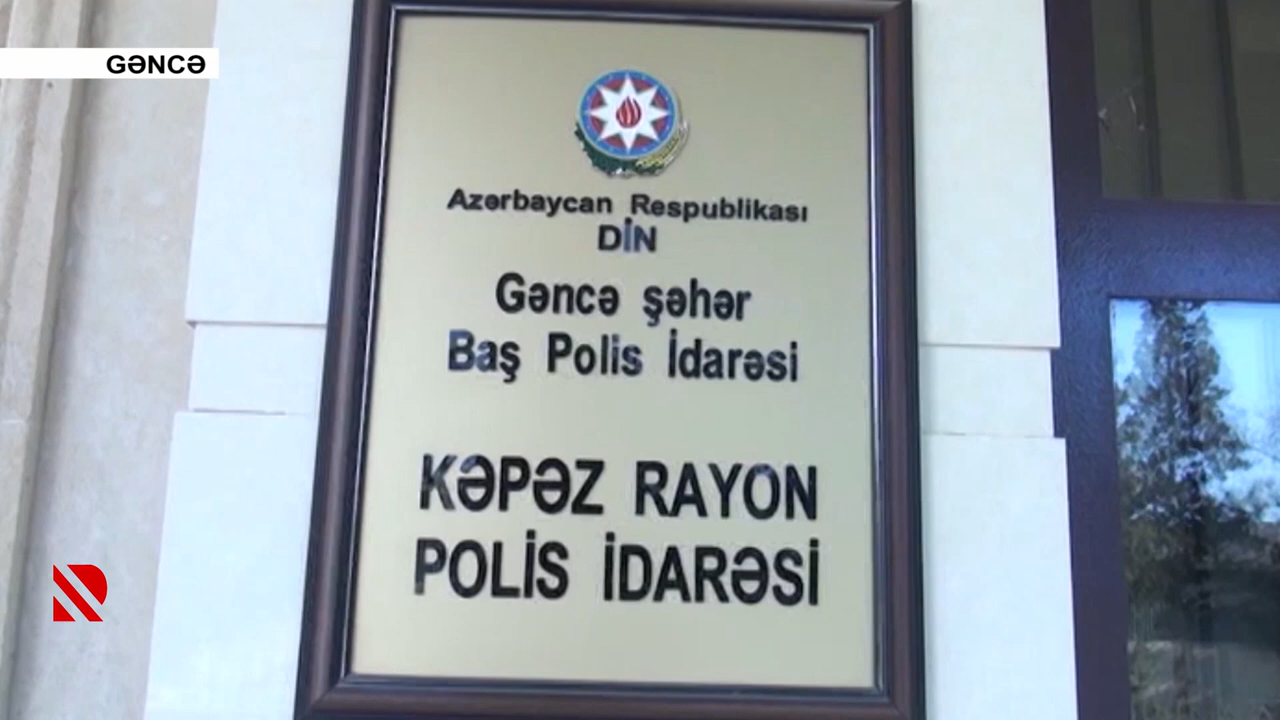 GƏNCƏ
Azərbaycan Respublikası
DİN
Gəncə şəhər
Baş Polis İdarəsi
KƏPƏZ RAYON
POLİS İDARƏSİ